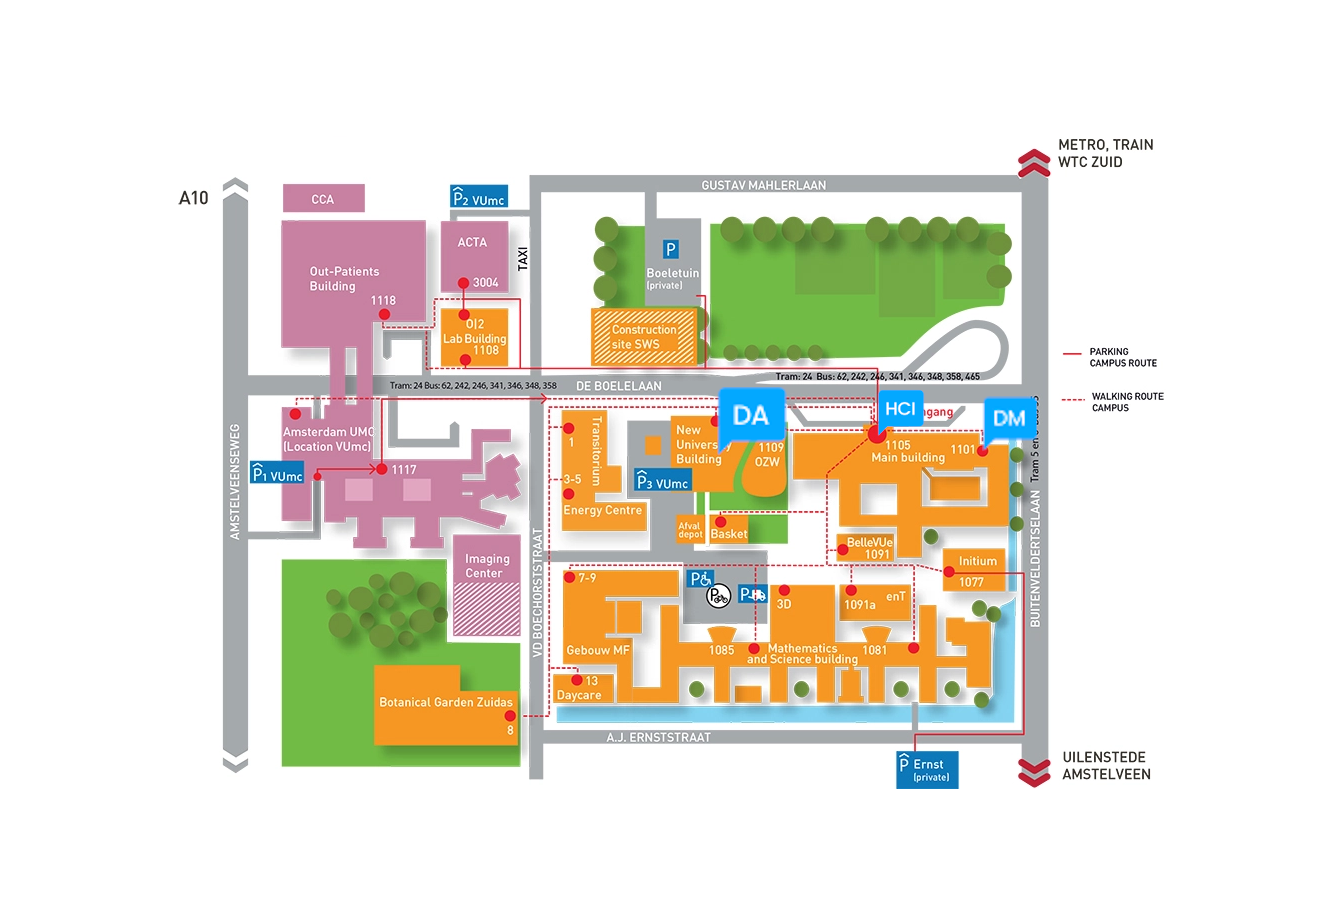 METRO, TRAIN
WTC ZUID
A10
GUSTAV MAHLERLAAN
CCA
P2 VUmc
ACTA
TAXI
3004
Out-Patients
Building
1118
O|2
Lab Building
1108
P
Boeletuin
(private)
Construction
site SWS
PARKING
CAMPUS ROUTE
WALKING ROUTE
CAMPUS
Tram: 24 Bus: 62, 242, 246, 341, 346, 348, 358
DE BOELELAAN
Tram: 24 Bus: 62, 242, 246, 341, 346, 348, 358, 465
AMSTELVEENSEWEG
Amsterdam UMC
(Location VUmc)
P1 VUmc
1117
Imaging
Center
VD BOECHORSTSTRAAT
Transitorium
1
3-5
Energy Centre
New
University
Building
DA
1109
OZW
P3 VUmc
Afval
depot
Basket
HCI
gang
DM
1105
Main building
1101
Tram 5 en
BelleVUe
1091
Initium
1077
BUITENVELDERTSELAAN
7-9
Gebouw MF
P
P
P
3D
1091a
enT
1085
Mathematics
and Science building
1081
13
Daycare
Botanical Garden Zuidas
8
A.J. ERNSTSTRAAT
P Ernst
(private)
UILENSTEDE
AMSTELVEEN